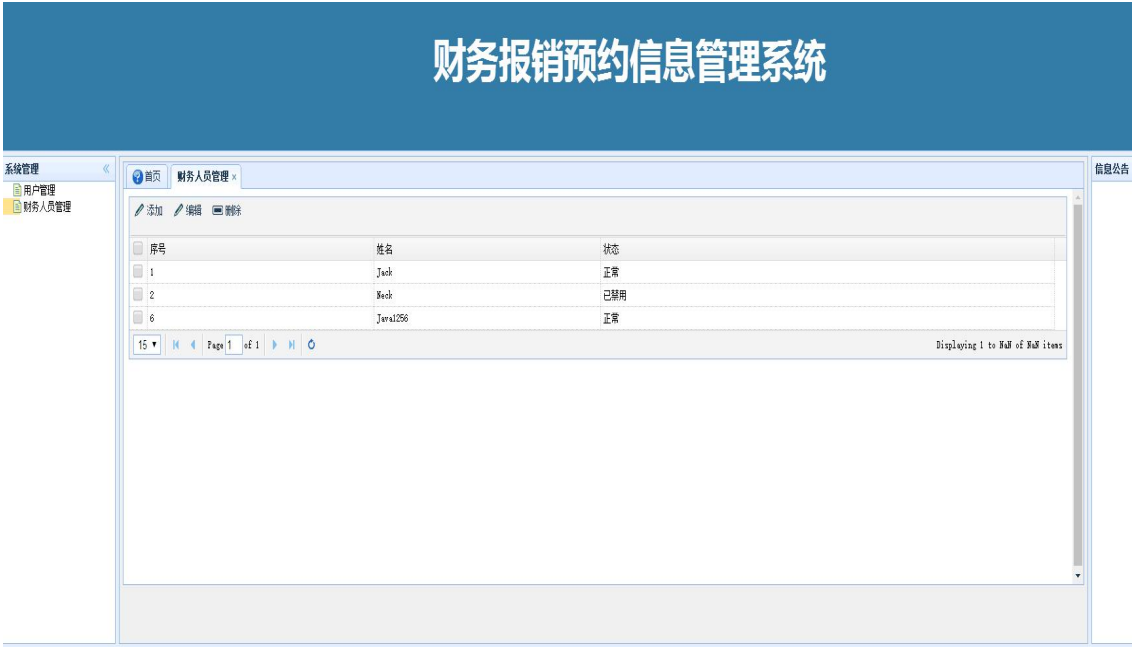 财务报销预约信息管理系统
系统管理
用户管理
财务人员管理
首页 财务人员管理
添加 编辑 删除
序号 姓名 状态
1 Jack 正常
2 Neck 已禁用
6 Java1256 正常
15 Page 1 of 1 Displaying 1 to NaN of NaN items
信息公告